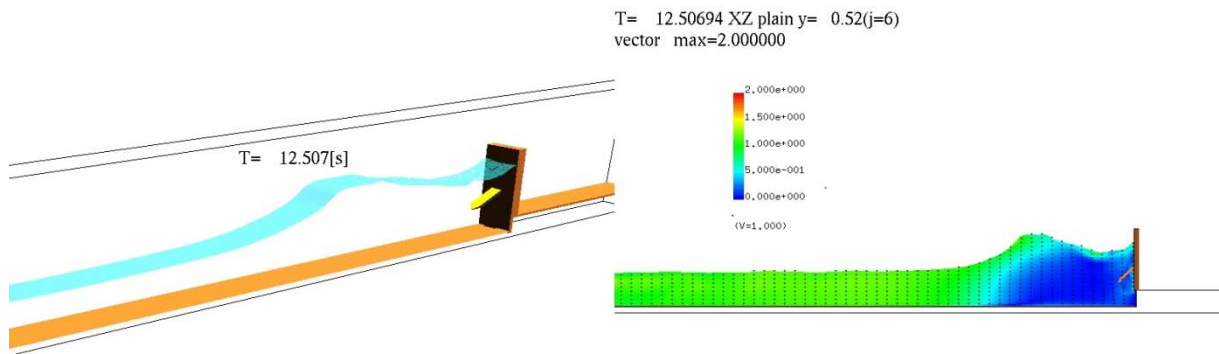 T= 12.507[s]
T= 12.50694 XZ plain y= 0.52(j=6)
vector max=2.000000
2.000e+000
1.500e+000
1.000e+000
5.000e-001
0.000e+000
(V=1.000)